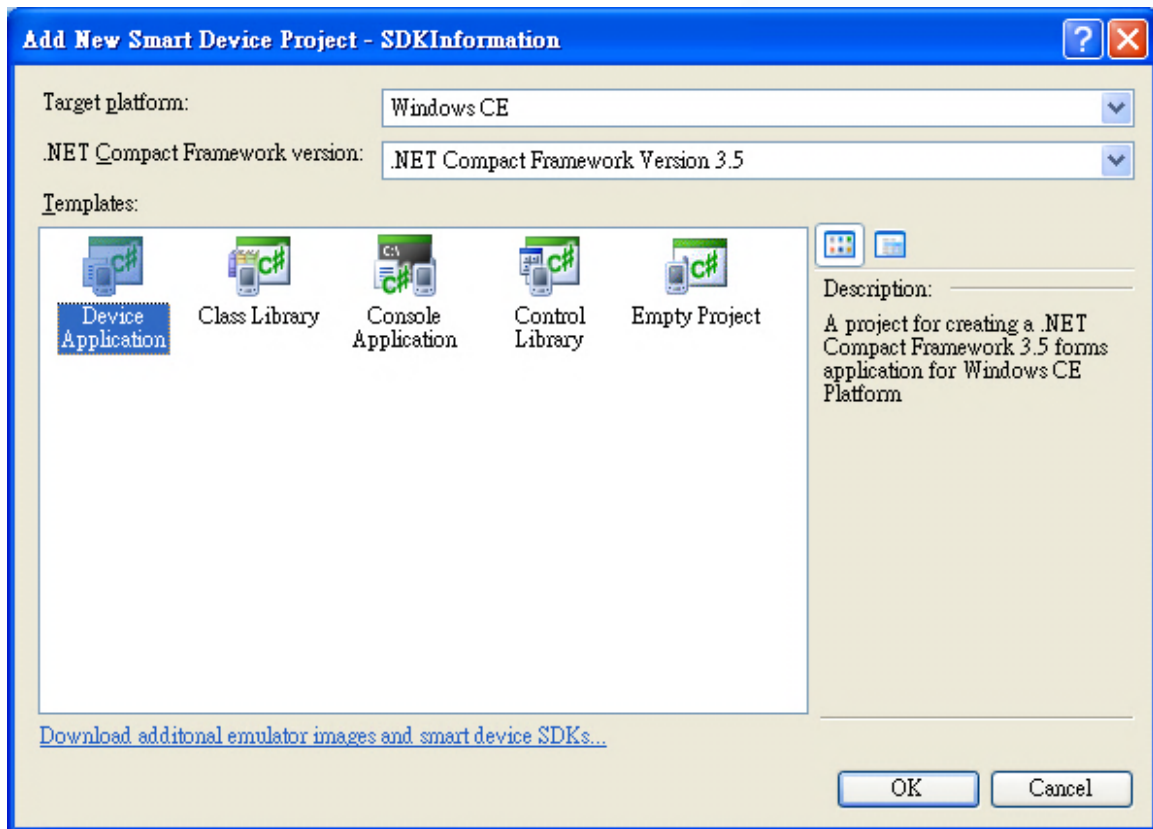 Add New Smart Device Project - SDKInformation
Target platform:
Windows CE
.NET Compact Framework version:
.NET Compact Framework Version 3.5
Templates:
Device
Application
Class Library
Console
Application
Control
Library
Empty Project
Description:
A project for creating a .NET
Compact Framework 3.5 forms
application for Windows CE
Platform
Download additonal emulator images and smart device SDKs...
OK
Cancel